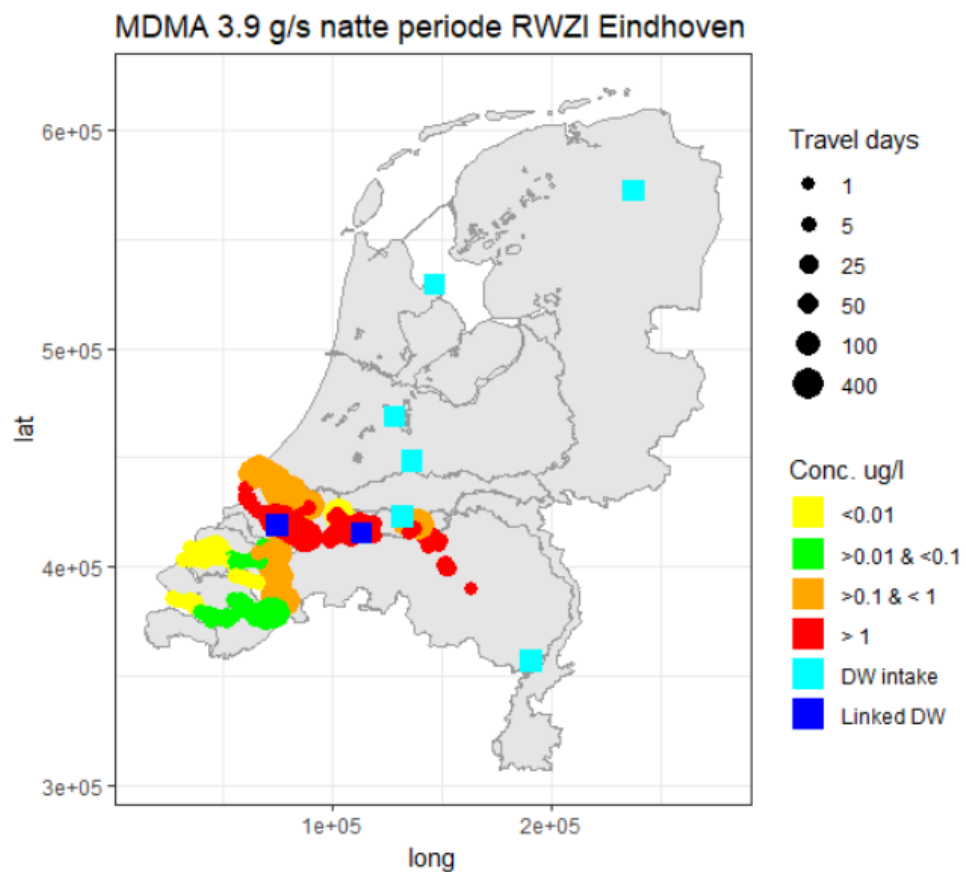 MDMA 3.9 g/s natte periode RWZI Eindhoven
6e+05
5e+05
4e+05
3e+05
lat
1e+05
2e+05
long
Travel days
1
5
25
50
100
400
Conc. ug/l
<0.01
>0.01 & <0.1
>0.1 & < 1
> 1
DW intake
Linked DW